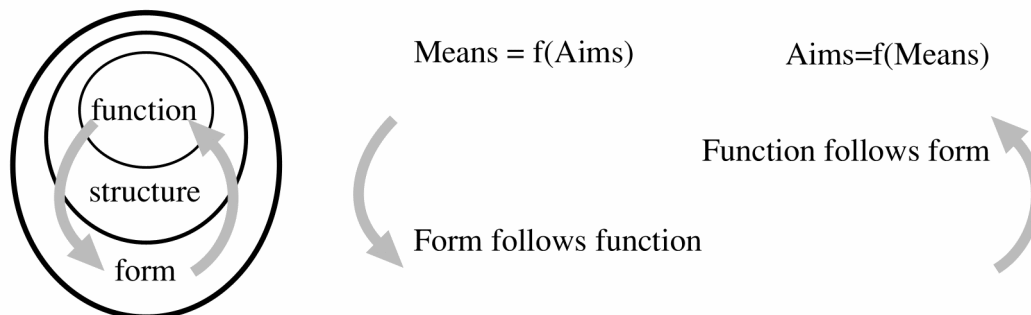 function
structure
form
Means = f(Aims)
Form follows function
Aims=f(Means)
Function follows form